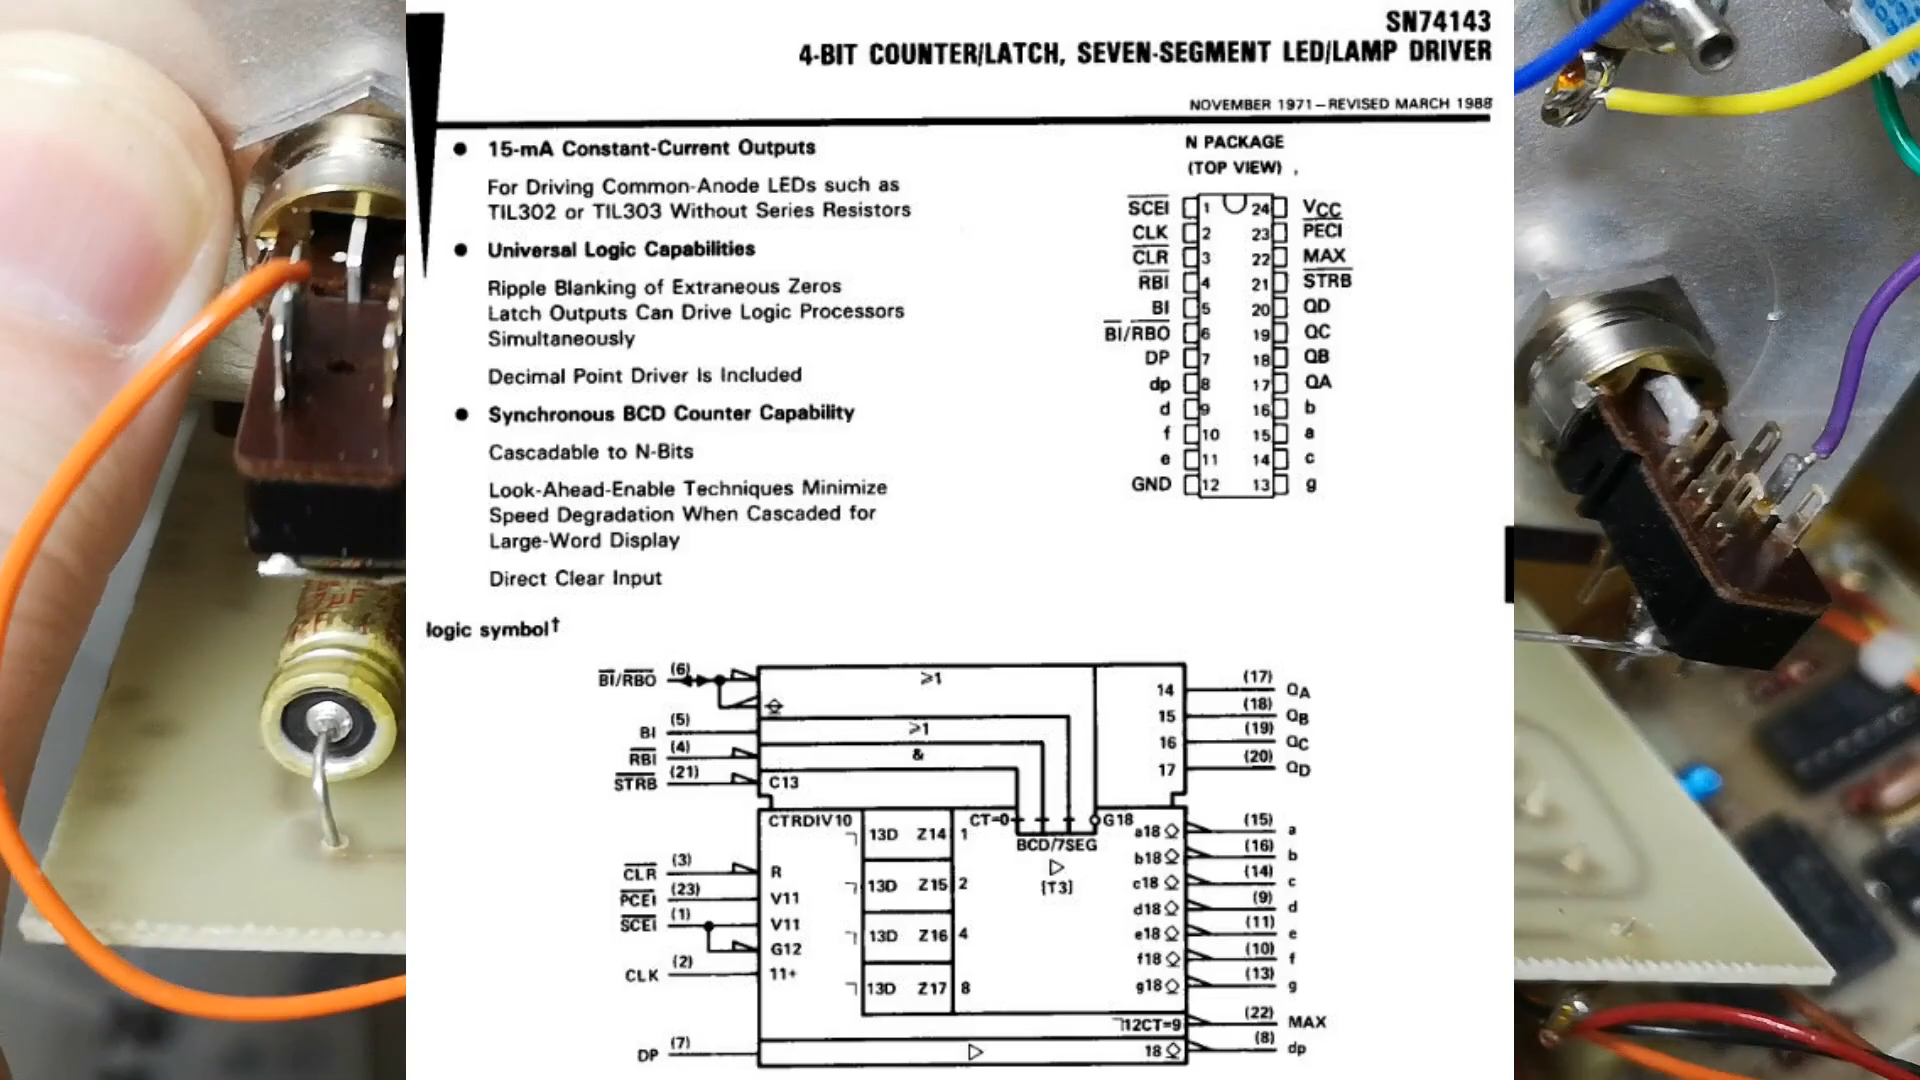 SN74143
4-BIT COUNTER/LATCH, SEVEN-SEGMENT LED/LAMP DRIVER
NOVEMBER 1971–REVISED MARCH 1988
● 15-mA Constant-Current Outputs
For Driving Common-Anode LEDs such as
TIL302 or TIL303 Without Series Resistors
● Universal Logic Capabilities
Ripple Blanking of Extraneous Zeros
Latch Outputs Can Drive Logic Processors
Simultaneously
Decimal Point Driver Is Included
● Synchronous BCD Counter Capability
Cascadable to N-Bits
Look-Ahead-Enable Techniques Minimize
Speed Degradation When Cascaded for
Large-Word Display
Direct Clear Input
N PACKAGE
(TOP VIEW)
SCEI 1 24 VCC
CLK 2 23 PECI
CLR 3 22 MAX
RBI 4 21 STRB
BI 5 20 QD
BI/RBO 6 19 QC
DP 7 18 QB
dp 8 17 QA
d 9 16 b
f 10 15 a
e 11 14 c
GND 12 13 g
logic symbol†
BI/RBO (6) ≥1 14 (17) QA
BI (5) ≥1 15 (18) QB
RBI (4) & 16 (19) QC
STRB (21) C13 17 (20) QD
CTRDIV10 13D Z14 1 CT=0 G18 a18 (15) a
BCD/7SEG b18 (16) b
CLR (3) R [T3] c18 (14) c
PCEI (23) V11 13D Z15 2 d18 (9) d
SCEI (1) V11 13D Z16 4 e18 (11) e
G12 f18 (10) f
CLK (2) 11+ 13D Z17 8 g18 (13) g
12CT=9 (22) MAX
DP (7) 18 (8) dp